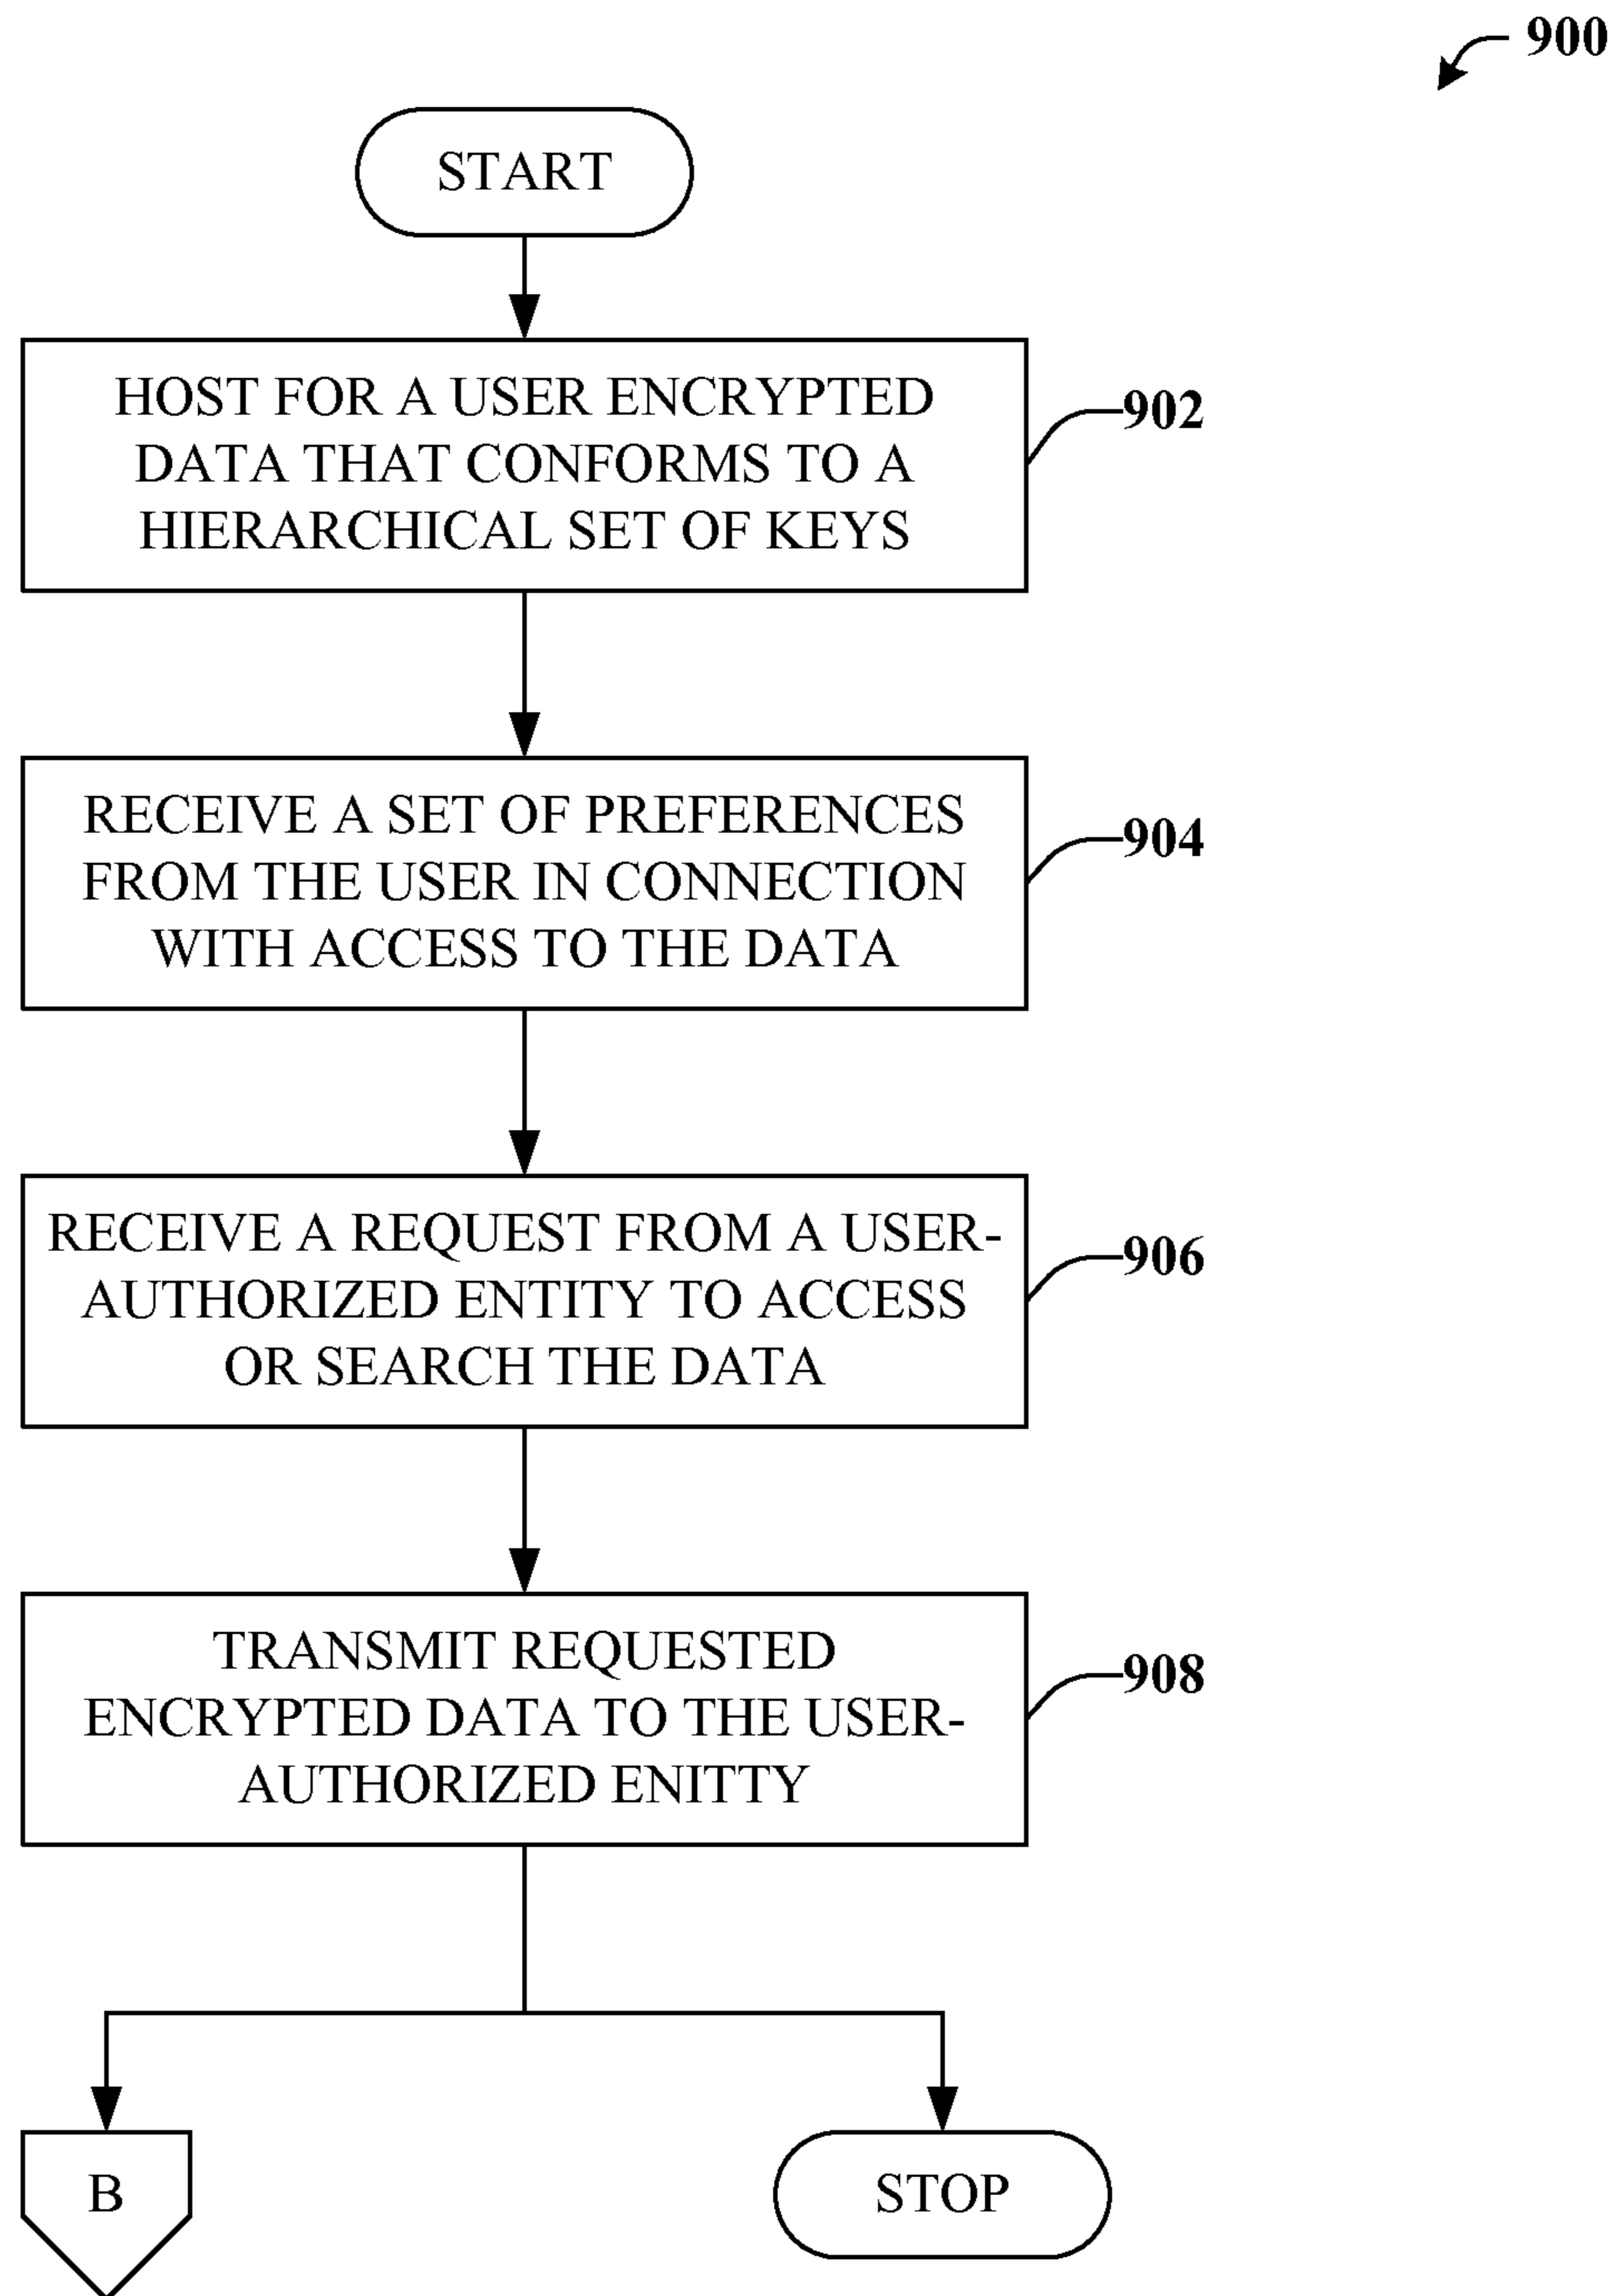 900
START
HOST FOR A USER ENCRYPTED
DATA THAT CONFORMS TO A
HIERARCHICAL SET OF KEYS
902
RECEIVE A SET OF PREFERENCES
FROM THE USER IN CONNECTION
WITH ACCESS TO THE DATA
904
RECEIVE A REQUEST FROM A USER-
AUTHORIZED ENTITY TO ACCESS
OR SEARCH THE DATA
906
TRANSMIT REQUESTED
ENCRYPTED DATA TO THE USER-
AUTHORIZED ENITTY
908
B
STOP